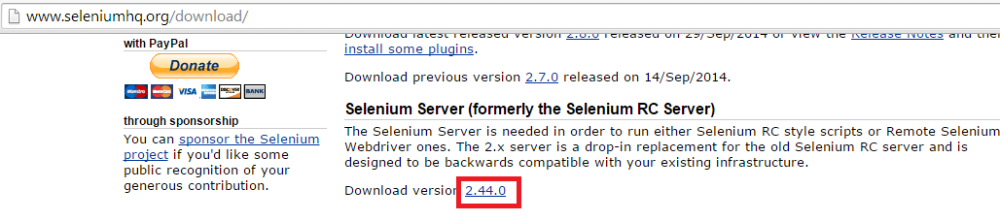 www.seleniumhq.org/download/
with PayPal
Donate
VISA
BANK
through sponsorship
You can sponsor the Selenium
project if you'd like some
public recognition of your
generous contribution.
Download latest released version 2.8.0 released on 29/Sep/2014 or view the Release Notes and then
install some plugins.
Download previous version 2.7.0 released on 14/Sep/2014.
Selenium Server (formerly the Selenium RC Server)
The Selenium Server is needed in order to run either Selenium RC style scripts or Remote Selenium
Webdriver ones. The 2.x server is a drop-in replacement for the old Selenium RC server and is
designed to be backwards compatible with your existing infrastructure.
Download version 2.44.0